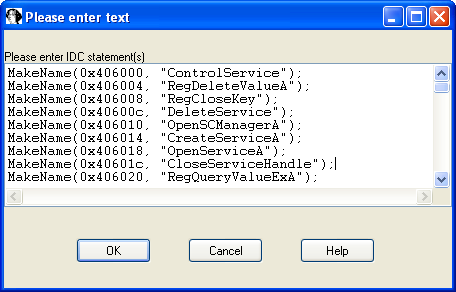 Please enter text
Please enter IDC statement(s)
MakeName(0x406000, "ControlService");
MakeName(0x406004, "RegDeleteValueA");
MakeName(0x406008, "RegCloseKey");
MakeName(0x40600c, "DeleteService");
MakeName(0x406010, "OpenSCManagerA");
MakeName(0x406014, "CreateServiceA");
MakeName(0x406018, "OpenServiceA");
MakeName(0x40601c, "CloseServiceHandle");
MakeName(0x406020, "RegQueryValueExA");
OK Cancel Help